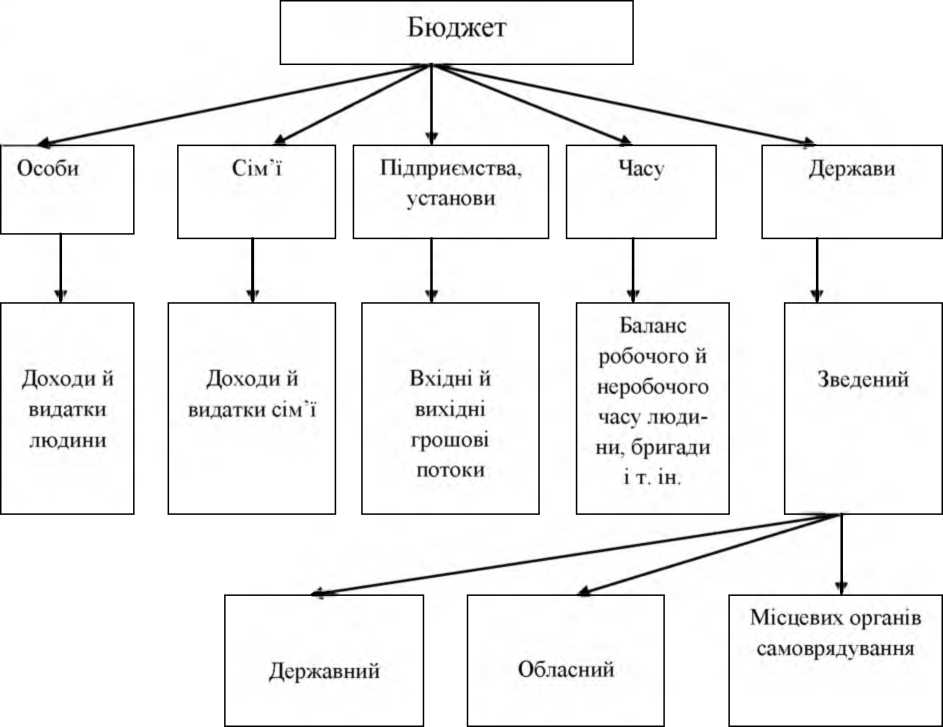 Бюджет
Особи
Сім’ї
Підприємства,
установи
Часу
Держави
Доходи й
видатки
людини
Доходи й
видатки сім’ї
Вхідні й
вихідні
грошові
потоки
Баланс
робочого й
неробочого
часу люди-
ни, бригади
і т. ін.
Зведений
Державний
Обласний
Місцевих органів
самоврядування